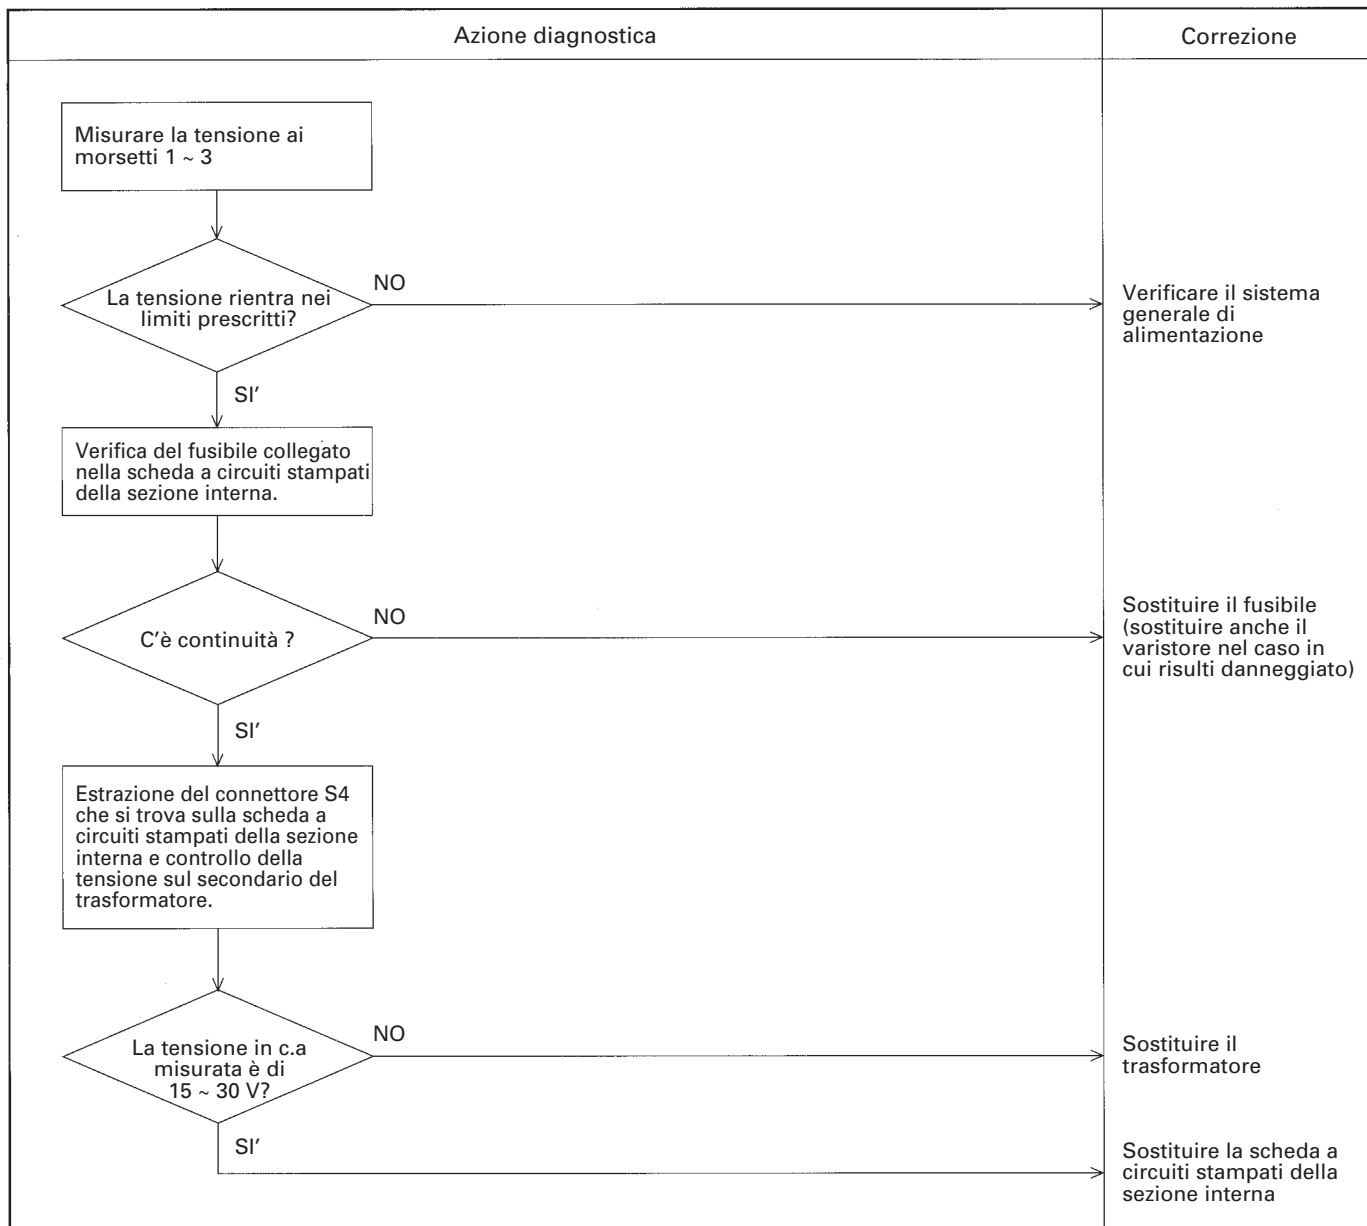 Azione diagnostica
Correzione
Misurare la tensione ai
morsetti 1 ~ 3
La tensione rientra nei
limiti prescritti?
NO
Verificare il sistema
generale di
alimentazione
SI'
Verifica del fusibile collegato
nella scheda a circuiti stampati
della sezione interna.
C'è continuità ?
NO
Sostituire il fusibile
(sostituire anche il
varistore nel caso in
cui risulti danneggiato)
SI'
Estrazione del connettore S4
che si trova sulla scheda a
circuiti stampati della sezione
interna e controllo della
tensione sul secondario del
trasformatore.
La tensione in c.a
misurata è di
15 ~ 30 V?
NO
Sostituire il
trasformatore
SI'
Sostituire la scheda a
circuiti stampati della
sezione interna